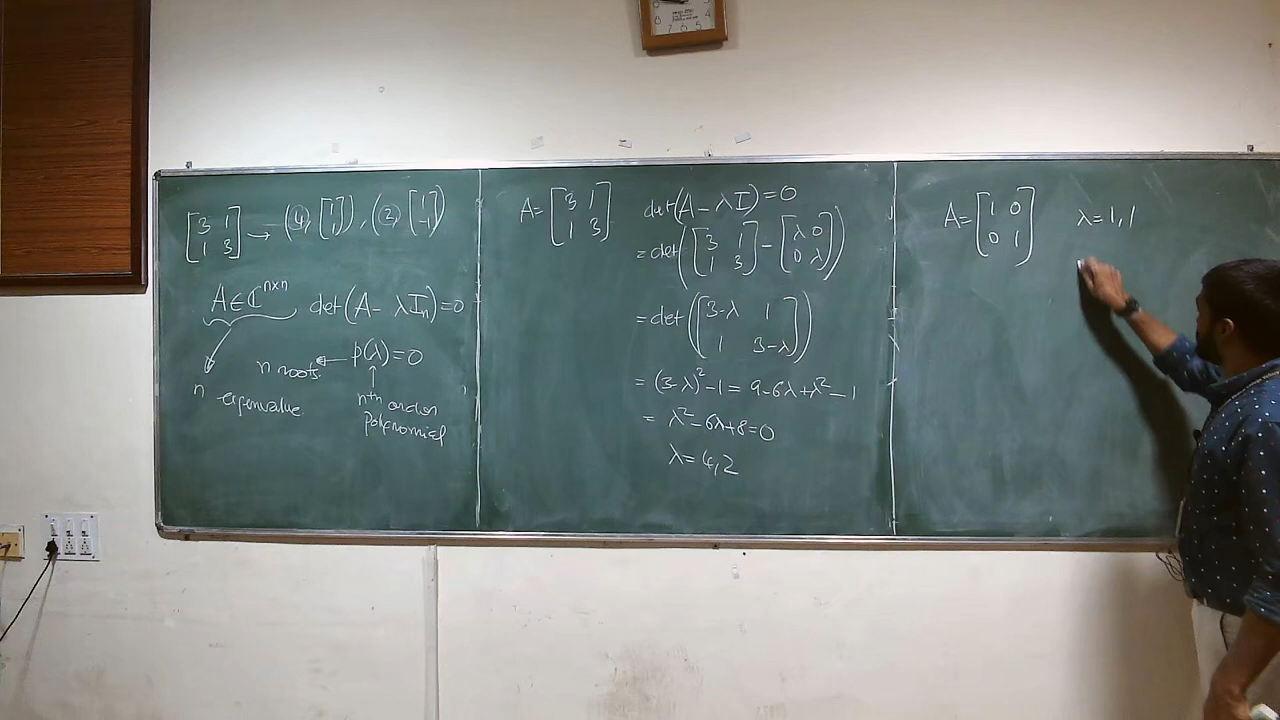 [3 1
1 3] → (4, [1
1]), (2, [1
-1])
A ∈ ℂ^{n×n} det(A - λI_n) = 0
n roots. ← p(λ) = 0
n eigenvalue
nth order
polynomial
A = [3 1
1 3]
det(A - λI) = 0
= det([3 1
1 3] - [λ 0
0 λ])
= det([3-λ 1
1 3-λ])
= (3-λ)² - 1 = 9 - 6λ + λ² - 1
= λ² - 6λ + 8 = 0
λ = 4, 2
A = [1 0
0 1] λ = 1, 1